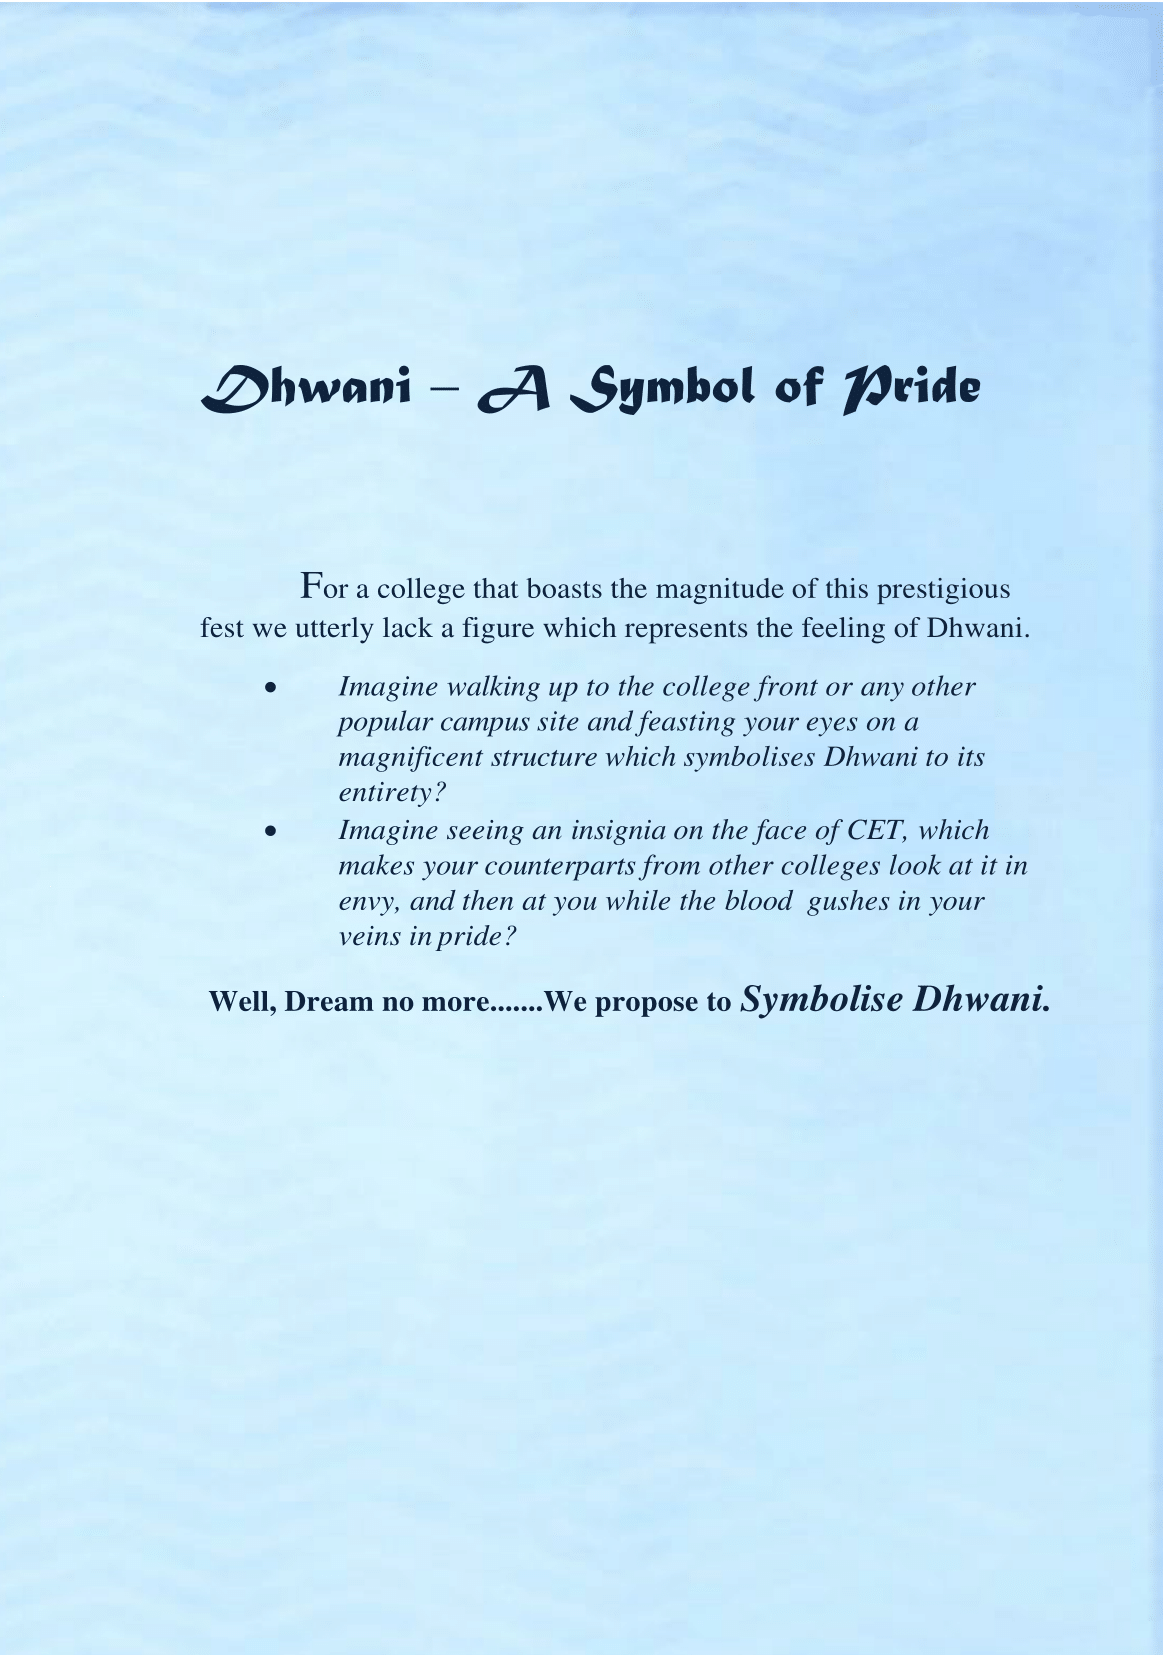 Dhwani – A Symbol of Pride
For a college that boasts the magnitude of this prestigious
fest we utterly lack a figure which represents the feeling of Dhwani.
• Imagine walking up to the college front or any other
popular campus site and feasting your eyes on a
magnificent structure which symbolises Dhwani to its
entirety?
• Imagine seeing an insignia on the face of CET, which
makes your counterparts from other colleges look at it in
envy, and then at you while the blood gushes in your
veins in pride?
Well, Dream no more.......We propose to Symbolise Dhwani.